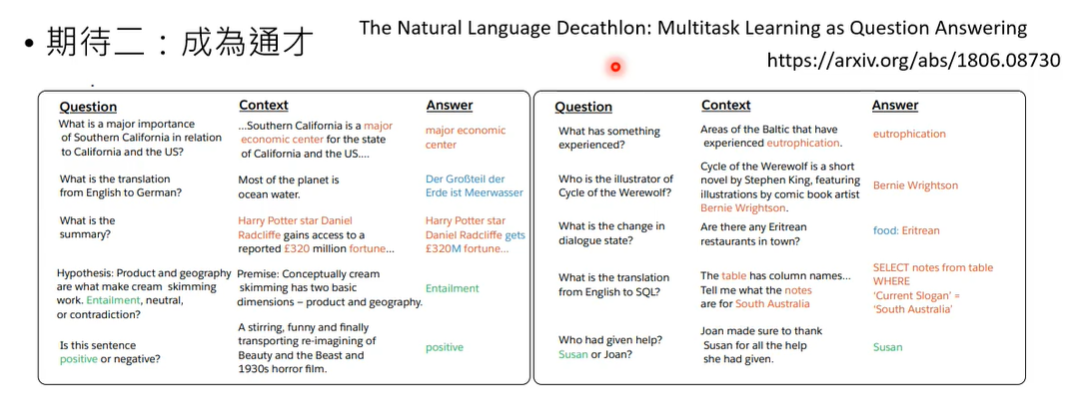 • 期待二：成為通才
The Natural Language Decathlon: Multitask Learning as Question Answering
https://arxiv.org/abs/1806.08730
Question
Context
Answer
What is a major importance
of Southern California in relation
to California and the US?
...Southern California is a major
economic center for the state
of California and the US....
major economic
center
What is the translation
from English to German?
Most of the planet is
ocean water.
Der Großteil der
Erde ist Meerwasser
What is the
summary?
Harry Potter star Daniel
Radcliffe gains access to a
reported £320 million fortune...
Harry Potter star
Daniel Radcliffe gets
£320M fortune...
Hypothesis: Product and geography
are what make cream skimming
work. Entailment, neutral,
or contradiction?
Premise: Conceptually cream
skimming has two basic
dimensions – product and geography.
Entailment
Is this sentence
positive or negative?
A stirring, funny and finally
transporting re-imagining of
Beauty and the Beast and
1930s horror film.
positive
Question
Context
Answer
What has something
experienced?
Areas of the Baltic that have
experienced eutrophication.
eutrophication
Who is the illustrator of
Cycle of the Werewolf?
Cycle of the Werewolf is a short
novel by Stephen King, featuring
illustrations by comic book artist
Bernie Wrightson.
Bernie Wrightson
What is the change in
dialogue state?
Are there any Eritrean
restaurants in town?
food: Eritrean
What is the translation
from English to SQL?
The table has column names...
Tell me what the notes
are for South Australia
SELECT notes from table
WHERE
'Current Slogan' =
'South Australia'
Who had given help?
Susan or Joan?
Joan made sure to thank
Susan for all the help
she had given.
Susan